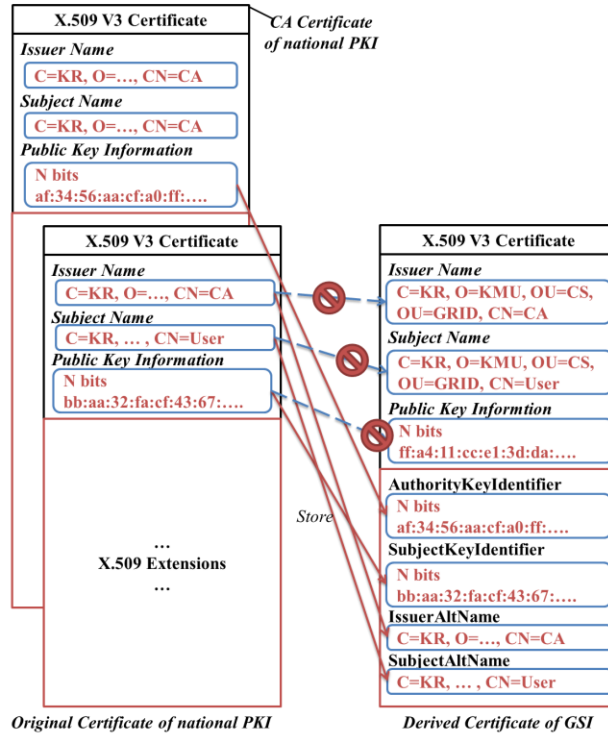 X.509 V3 Certificate
Issuer Name
C=KR, O=…, CN=CA
Subject Name
C=KR, O=…, CN=CA
Public Key Information
N bits
af:34:56:aa:cf:a0:ff:….
CA Certificate
of national PKI
X.509 V3 Certificate
Issuer Name
C=KR, O=…, CN=CA
Subject Name
C=KR, … , CN=User
Public Key Information
N bits
bb:aa:32:fa:cf:43:67:….
…
X.509 Extensions
…
Store
X.509 V3 Certificate
Issuer Name
C=KR, O=KMU, OU=CS,
OU=GRID, CN=CA
Subject Name
C=KR, O=KMU, OU=CS,
OU=GRID, CN=User
Public Key Informtion
N bits
ff:a4:11:cc:e1:3d:da:….
AuthorityKeyIdentifier
N bits
af:34:56:aa:cf:a0:ff:….
SubjectKeyIdentifier
N bits
bb:aa:32:fa:cf:43:67:….
IssuerAltName
C=KR, O=…, CN=CA
SubjectAltName
C=KR, … , CN=User
Original Certificate of national PKI
Derived Certificate of GSI